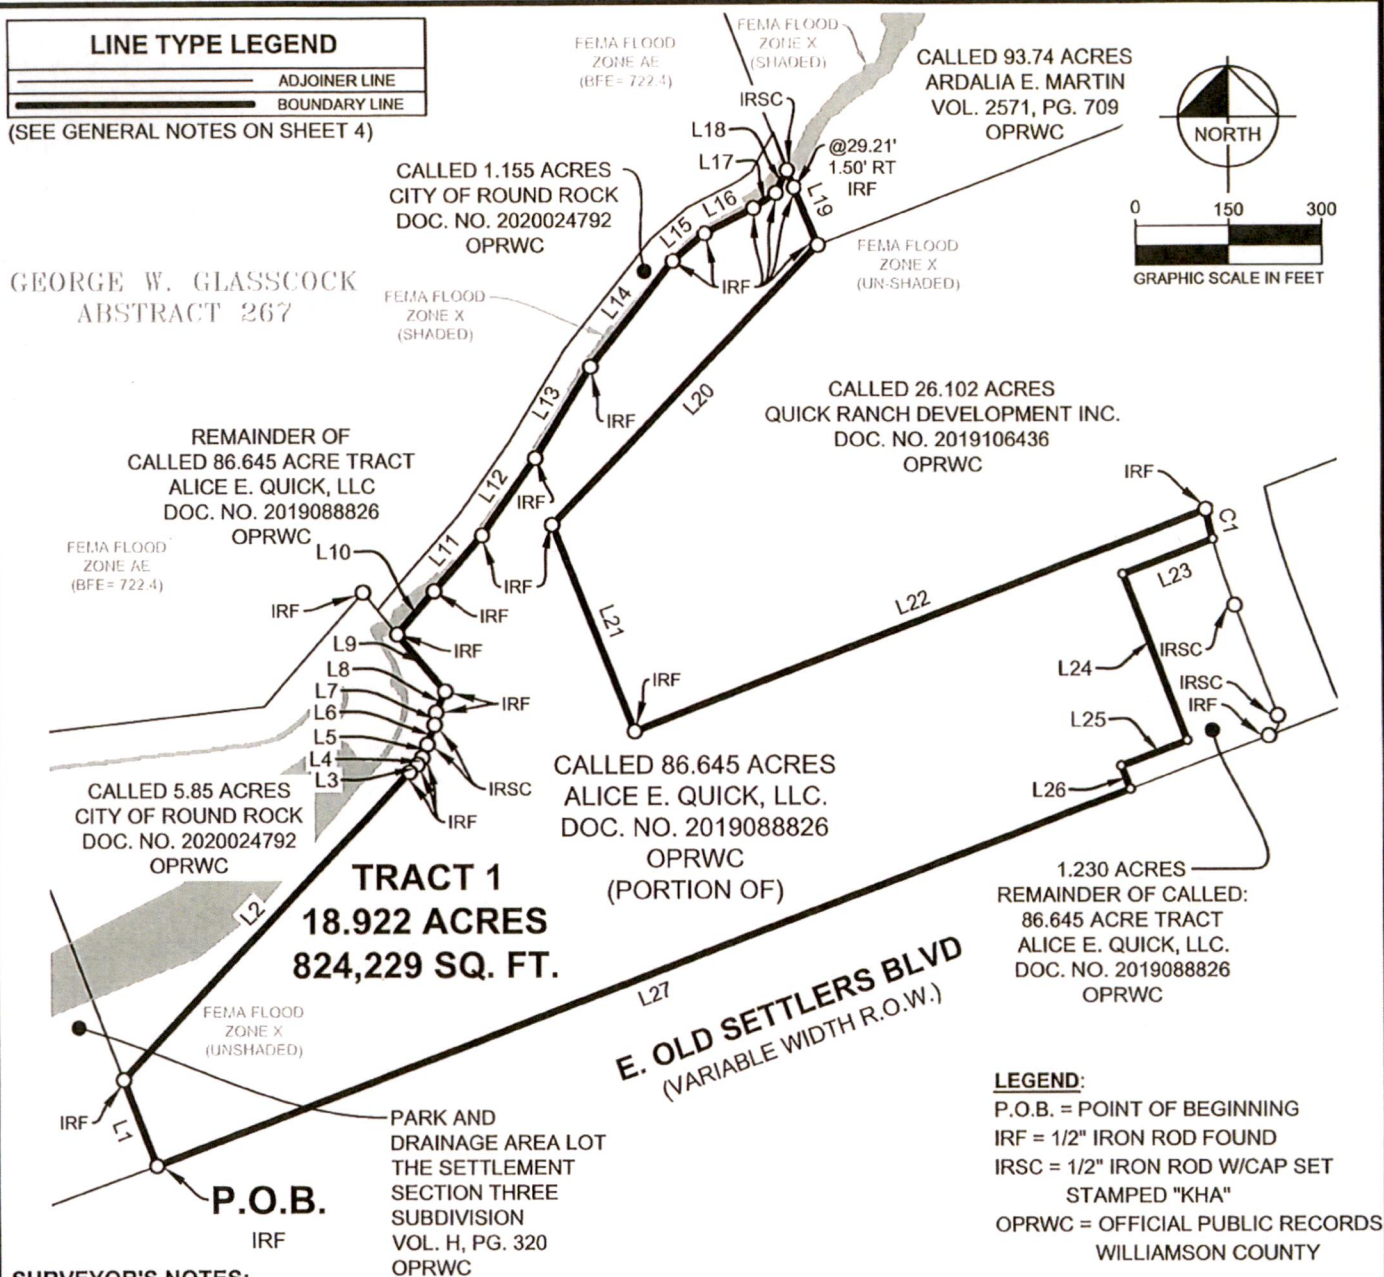 LINE TYPE LEGEND
ADJOINER LINE
BOUNDARY LINE
(SEE GENERAL NOTES ON SHEET 4)
FEMA FLOOD
ZONE AE
(BFE= 722.4)
FEMA FLOOD
ZONE X
(SHADED)
CALLED 93.74 ACRES
ARDALIA E. MARTIN
VOL. 2571, PG. 709
OPRWC
NORTH
0 150 300
GRAPHIC SCALE IN FEET
IRSC
L18
L17
@29.21'
1.50' RT
IRF
L19
L16
L15
CALLED 1.155 ACRES
CITY OF ROUND ROCK
DOC. NO. 2020024792
OPRWC
IRF
FEMA FLOOD
ZONE X
(UN-SHADED)
GEORGE W. GLASSCOCK
ABSTRACT 267
FEMA FLOOD
ZONE X
(SHADED)
L14
L13
IRF
L20
CALLED 26.102 ACRES
QUICK RANCH DEVELOPMENT INC.
DOC. NO. 2019106436
OPRWC
REMAINDER OF
CALLED 86.645 ACRE TRACT
ALICE E. QUICK, LLC
DOC. NO. 2019088826
OPRWC
L12
IRF
IRF
C1
FEMA FLOOD
ZONE AE
(BFE= 722.4)
L10
L11
IRF
L23
IRF
IRF
L21
L22
L9
IRF
IRSC
L24
L8
L7
IRF
IRF
IRSC
IRF
L6
L5
L4
L3
L25
IRSC
IRF
L26
CALLED 5.85 ACRES
CITY OF ROUND ROCK
DOC. NO. 2020024792
OPRWC
CALLED 86.645 ACRES
ALICE E. QUICK, LLC.
DOC. NO. 2019088826
OPRWC
(PORTION OF)
TRACT 1
18.922 ACRES
824,229 SQ. FT.
L2
1.230 ACRES
REMAINDER OF CALLED:
86.645 ACRE TRACT
ALICE E. QUICK, LLC.
DOC. NO. 2019088826
OPRWC
L27
E. OLD SETTLERS BLVD
(VARIABLE WIDTH R.O.W.)
FEMA FLOOD
ZONE X
(UNSHADED)
IRF
L1
P.O.B.
IRF
PARK AND
DRAINAGE AREA LOT
THE SETTLEMENT
SECTION THREE
SUBDIVISION
VOL. H, PG. 320
OPRWC
LEGEND:
P.O.B. = POINT OF BEGINNING
IRF = 1/2" IRON ROD FOUND
IRSC = 1/2" IRON ROD W/CAP SET
STAMPED "KHA"
OPRWC = OFFICIAL PUBLIC RECORDS
WILLIAMSON COUNTY
SURVEYOR'S NOTES: